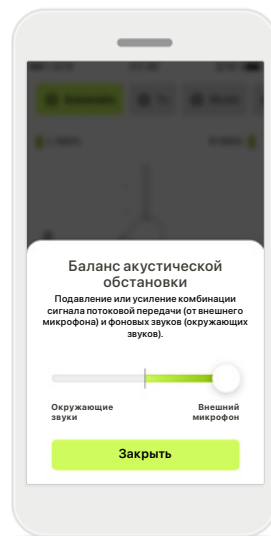 Баланс акустической
обстановки
Подавление или усиление комбинации
сигнала потоковой передачи (от внешнего
микрофона) и фоновых звуков (окружающих
звуков).
Окружающие
звуки
Внешний
микрофон
Закрыть